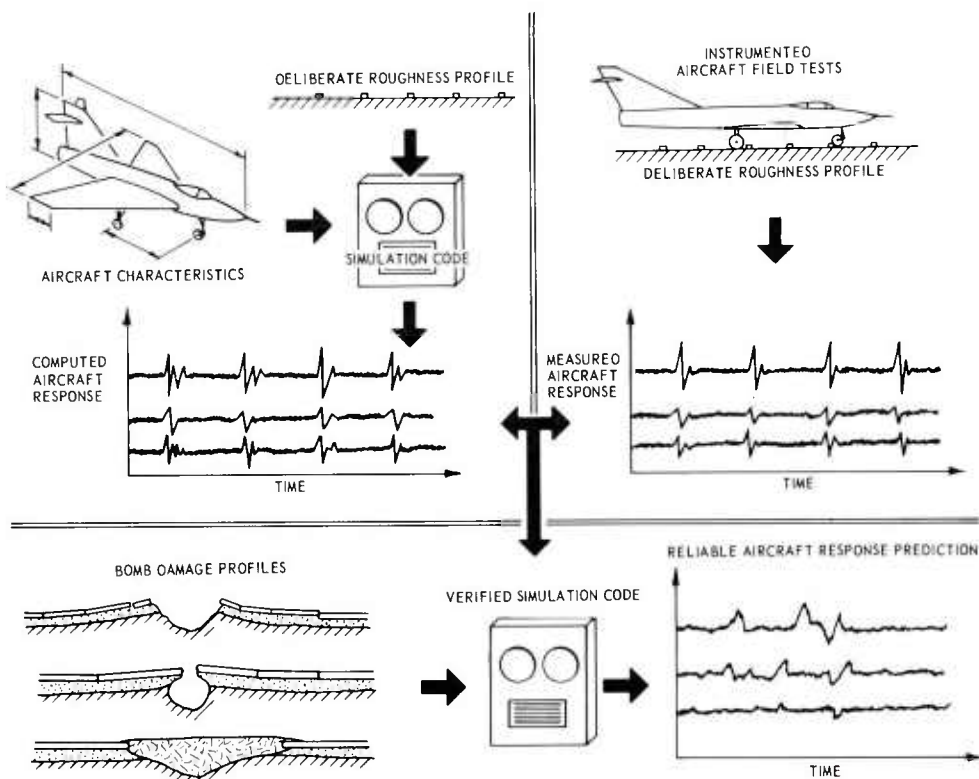 DELIBERATE ROUGHNESS PROFILE
SIMULATION CODE
AIRCRAFT CHARACTERISTICS
COMPUTED
AIRCRAFT
RESPONSE
TIME
INSTRUMENTEO
AIRCRAFT FIELD TESTS
DELIBERATE ROUGHNESS PROFILE
MEASUREO
AIRCRAFT
RESPONSE
TIME
BOMB OAMAGE PROFILES
VERIFIED SIMULATION CODE
RELIABLE AIRCRAFT RESPONSE PREDICTION
TIME